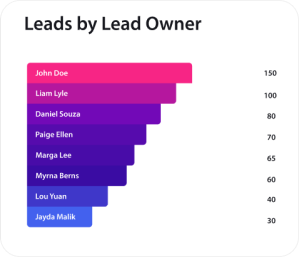 Leads by Lead Owner
John Doe 150
Liam Lyle 100
Daniel Souza 80
Paige Ellen 70
Marga Lee 65
Myrna Berns 60
Lou Yuan 40
Jayda Malik 30